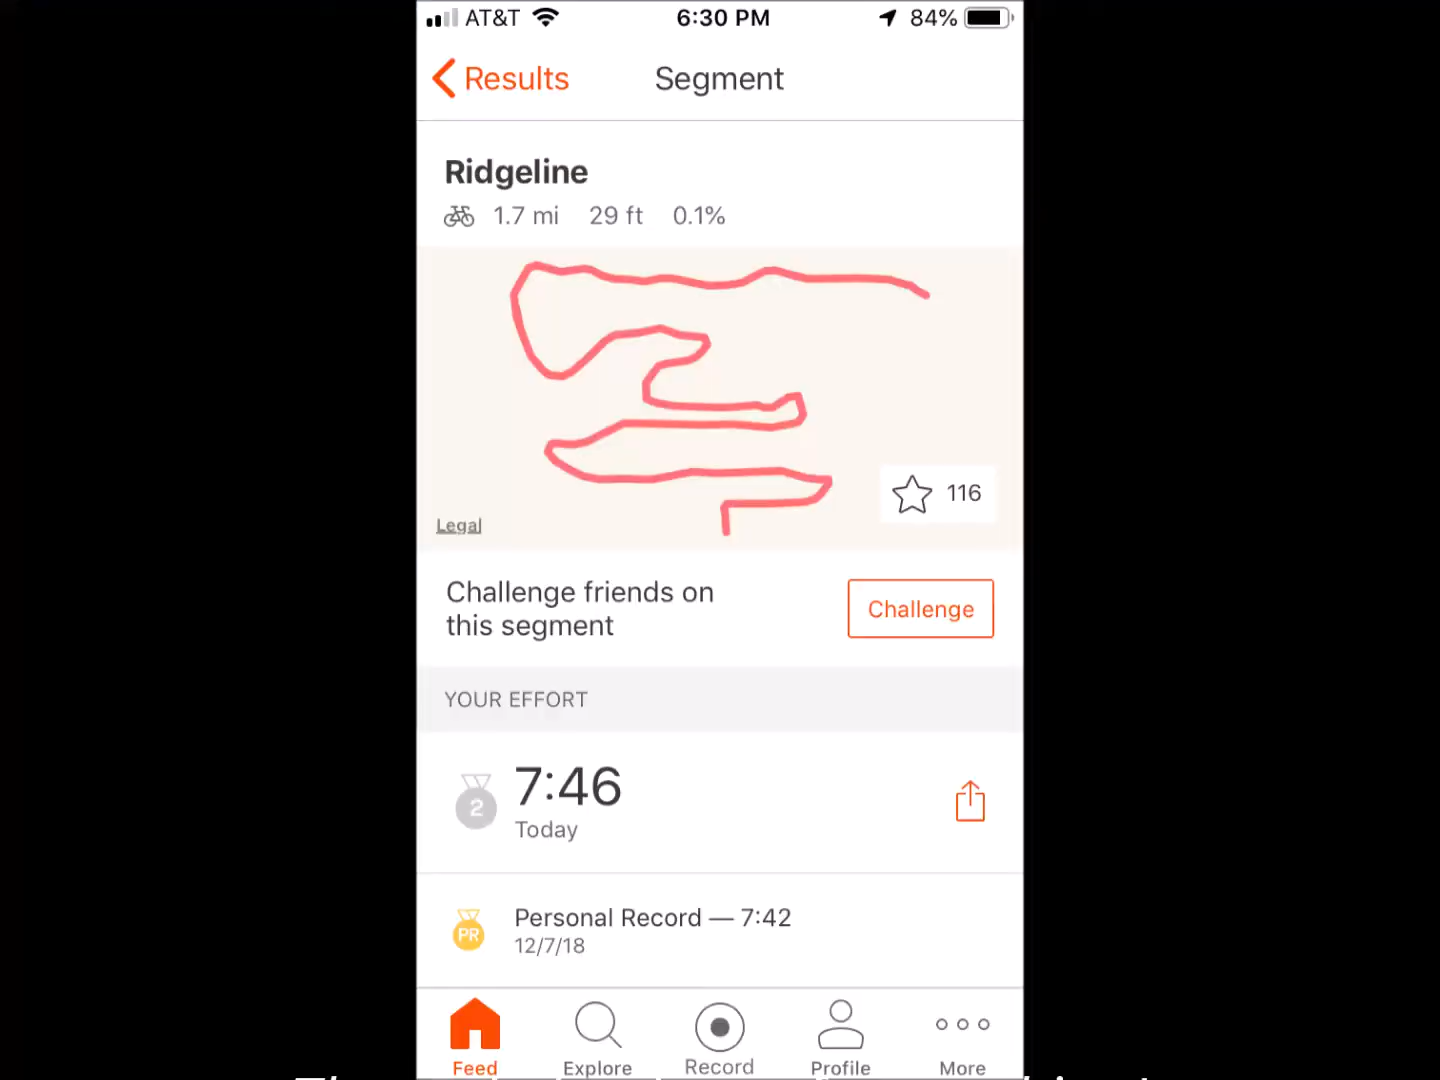 AT&T 6:30 PM 84%
Results Segment
Ridgeline
1.7 mi 29 ft 0.1%
116
Legal
Challenge friends on
this segment
Challenge
YOUR EFFORT
2
7:46
Today
PR
Personal Record — 7:42
12/7/18
Feed Explore Record Profile More